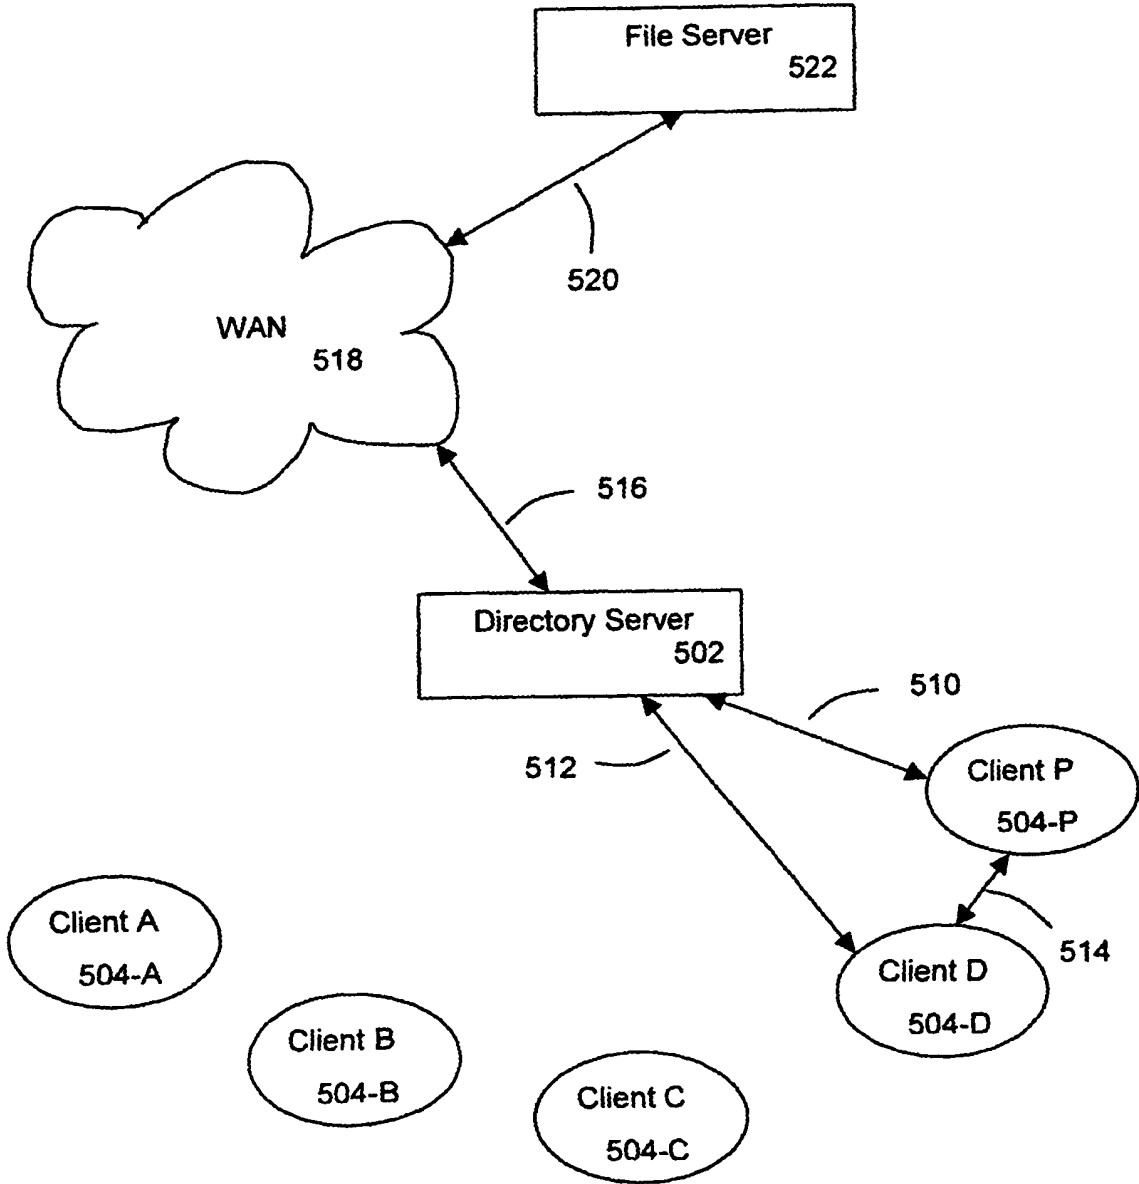 File Server
522
520
WAN
518
516
Directory Server
502
510
512
Client P
504-P
514
Client D
504-D
Client A
504-A
Client B
504-B
Client C
504-C